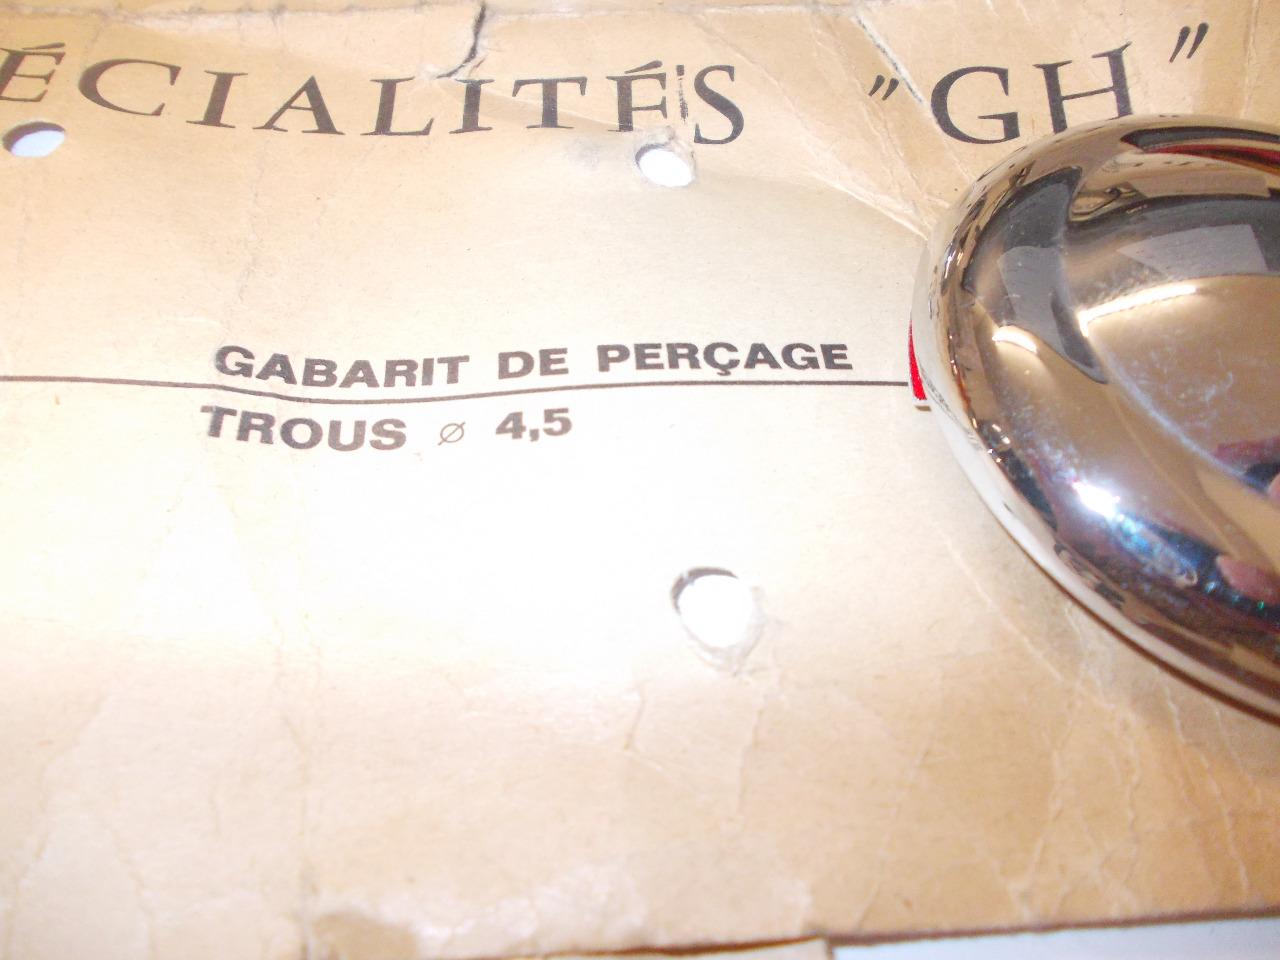 ÉCIALITÉS "GH"
GABARIT DE PERÇAGE
TROUS ⌀ 4,5